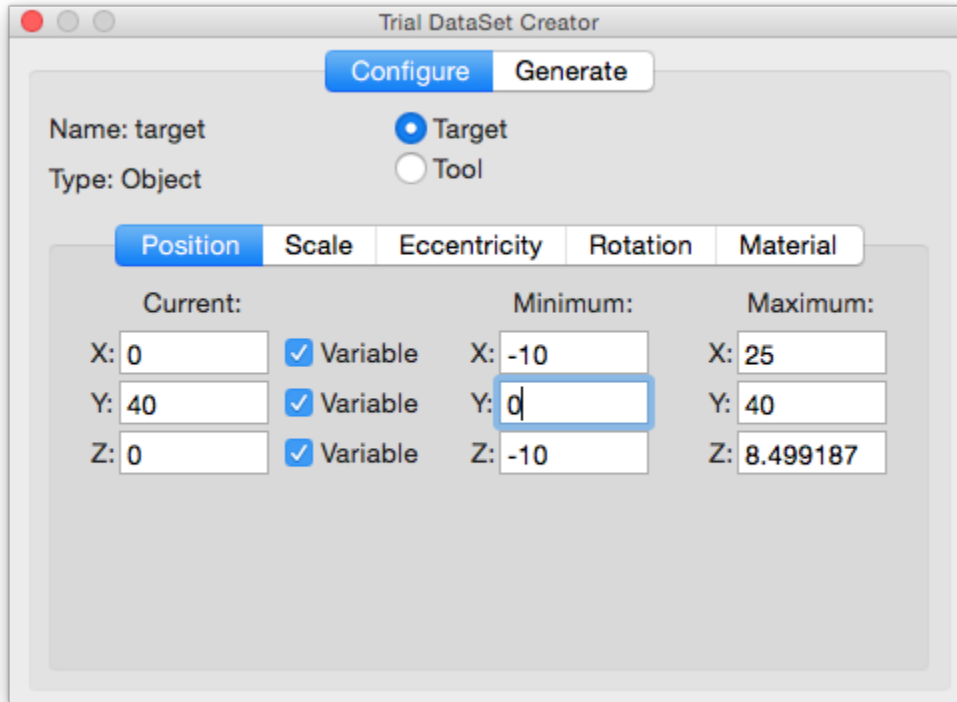 Trial DataSet Creator
Configure Generate
Name: target Target
Type: Object Tool
Position Scale Eccentricity Rotation Material
Current: Minimum: Maximum:
X: 0 Variable X: -10 X: 25
Y: 40 Variable Y: 0 Y: 40
Z: 0 Variable Z: -10 Z: 8.499187